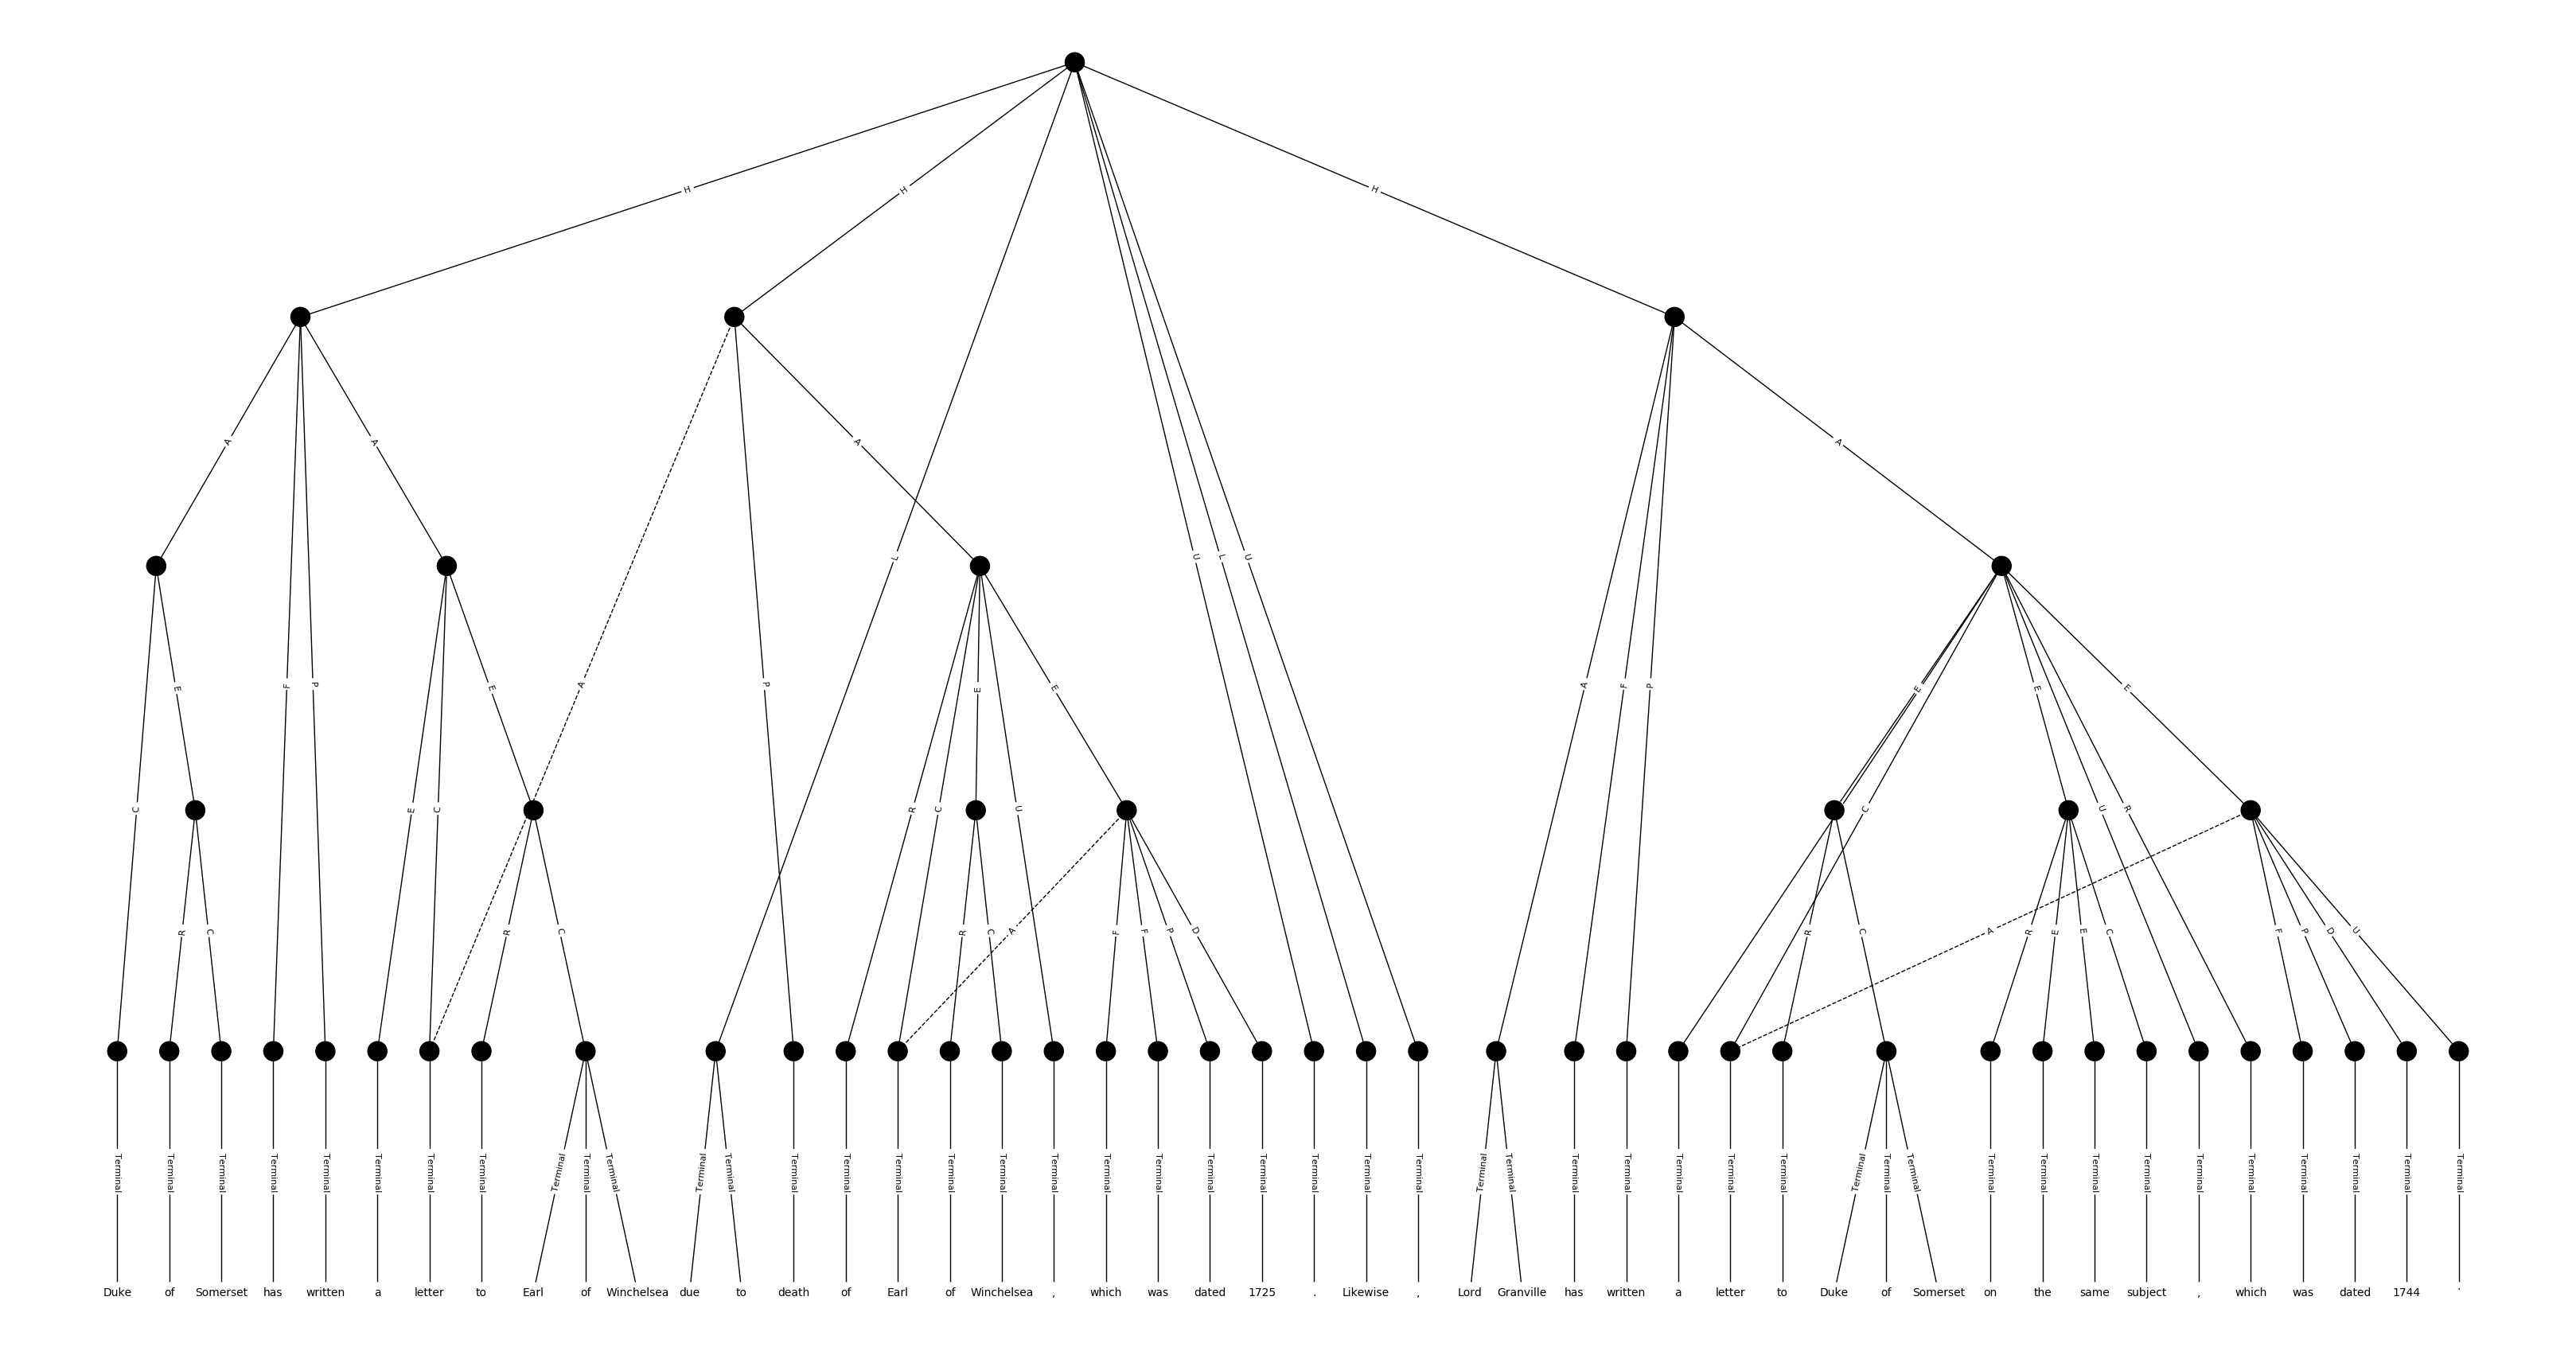 H H H
A A A A
L U L U
E F P E A P E A F P E E E
C E C R C U C U R
R C R C R C A F F P D R C A R E E C F P D U
Terminal Terminal Terminal Terminal Terminal Terminal Terminal Terminal Terminal Terminal Terminal Terminal Terminal Terminal Terminal Terminal Terminal Terminal Terminal Terminal Terminal Terminal Terminal Terminal Terminal Terminal Terminal Terminal Terminal Terminal Terminal Terminal Terminal Terminal Terminal Terminal Terminal Terminal Terminal Terminal Terminal Terminal Terminal Terminal Terminal Terminal
Duke of Somerset has written a letter to Earl of Winchelsea due to death of Earl of Winchelsea , which was dated 1725 . Likewise , Lord Granville has written a letter to Duke of Somerset on the same subject , which was dated 1744 .